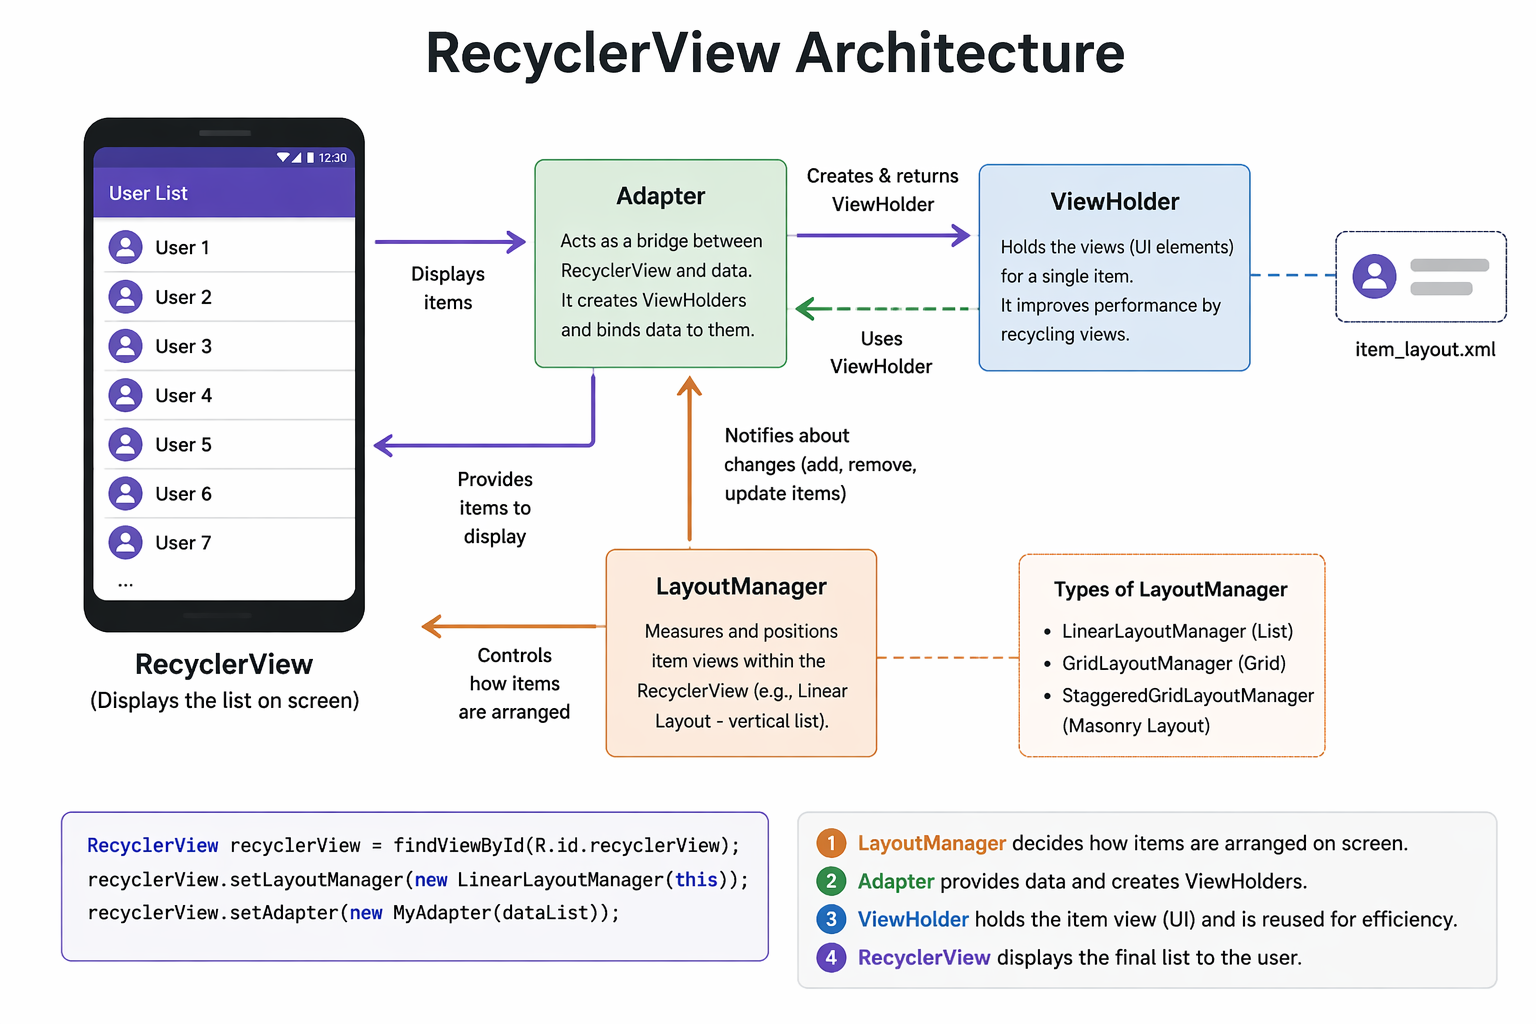 RecyclerView Architecture
12:30
User List
User 1
User 2
User 3
User 4
User 5
User 6
User 7
...
RecyclerView
(Displays the list on screen)
Displays
items
Adapter
Acts as a bridge between
RecyclerView and data.
It creates ViewHolders
and binds data to them.
Creates & returns
ViewHolder
Uses
ViewHolder
ViewHolder
Holds the views (UI elements)
for a single item.
It improves performance by
recycling views.
item_layout.xml
Provides
items to
display
Notifies about
changes (add, remove,
update items)
Controls
how items
are arranged
LayoutManager
Measures and positions
item views within the
RecyclerView (e.g., Linear
Layout - vertical list).
Types of LayoutManager
• LinearLayoutManager (List)
• GridLayoutManager (Grid)
• StaggeredGridLayoutManager
(Masonry Layout)
RecyclerView recyclerView = findViewById(R.id.recyclerView);
recyclerView.setLayoutManager(new LinearLayoutManager(this));
recyclerView.setAdapter(new MyAdapter(dataList));
1 LayoutManager decides how items are arranged on screen.
2 Adapter provides data and creates ViewHolders.
3 ViewHolder holds the item view (UI) and is reused for efficiency.
4 RecyclerView displays the final list to the user.